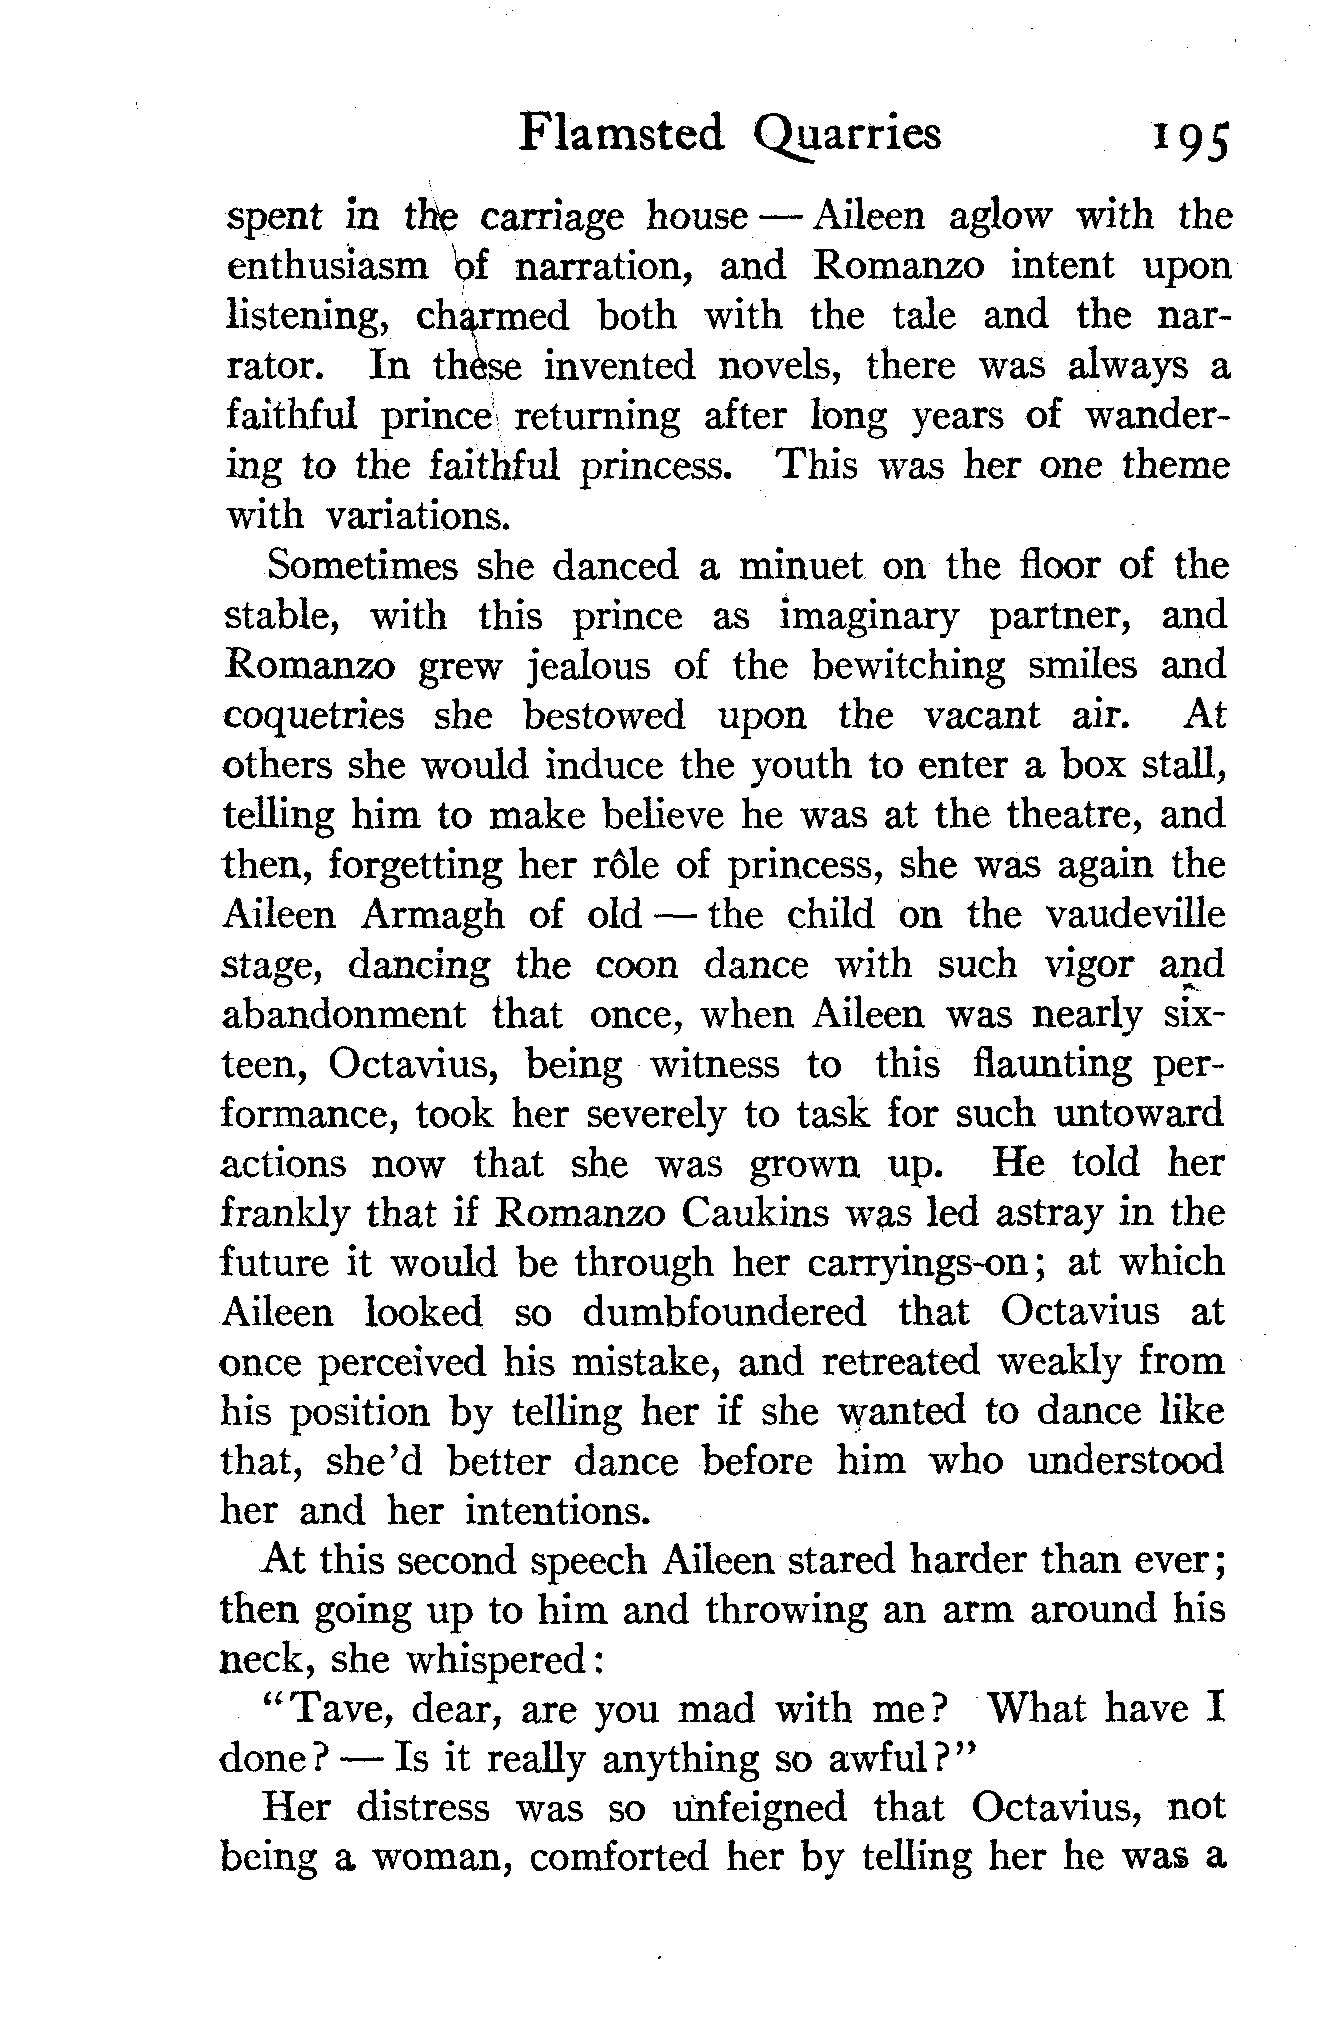 Flamsted Quarries 195
spent in the carriage house — Aileen aglow with the
enthusiasm of narration, and Romanzo intent upon
listening, charmed both with the tale and the nar-
rator. In these invented novels, there was always a
faithful prince returning after long years of wander-
ing to the faithful princess. This was her one theme
with variations.
Sometimes she danced a minuet on the floor of the
stable, with this prince as imaginary partner, and
Romanzo grew jealous of the bewitching smiles and
coquetries she bestowed upon the vacant air. At
others she would induce the youth to enter a box stall,
telling him to make believe he was at the theatre, and
then, forgetting her rôle of princess, she was again the
Aileen Armagh of old — the child on the vaudeville
stage, dancing the coon dance with such vigor and
abandonment that once, when Aileen was nearly six-
teen, Octavius, being witness to this flaunting per-
formance, took her severely to task for such untoward
actions now that she was grown up. He told her
frankly that if Romanzo Caukins was led astray in the
future it would be through her carryings-on; at which
Aileen looked so dumbfoundered that Octavius at
once perceived his mistake, and retreated weakly from
his position by telling her if she wanted to dance like
that, she'd better dance before him who understood
her and her intentions.
At this second speech Aileen stared harder than ever;
then going up to him and throwing an arm around his
neck, she whispered:
"Tave, dear, are you mad with me? What have I
done? — Is it really anything so awful?"
Her distress was so unfeigned that Octavius, not
being a woman, comforted her by telling her he was a